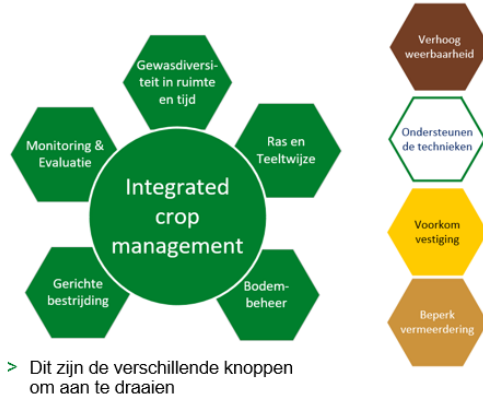 Gewasdiversi-
teit in ruimte
en tijd
Monitoring &
Evaluatie
Ras en
Teeltwijze
Integrated
crop
management
Gerichte
bestrijding
Bodem-
beheer
Verhoog
weerbaarheid
Ondersteunen
de technieken
Voorkom
vestiging
Beperk
vermeerdering
> Dit zijn de verschillende knoppen
om aan te draaien